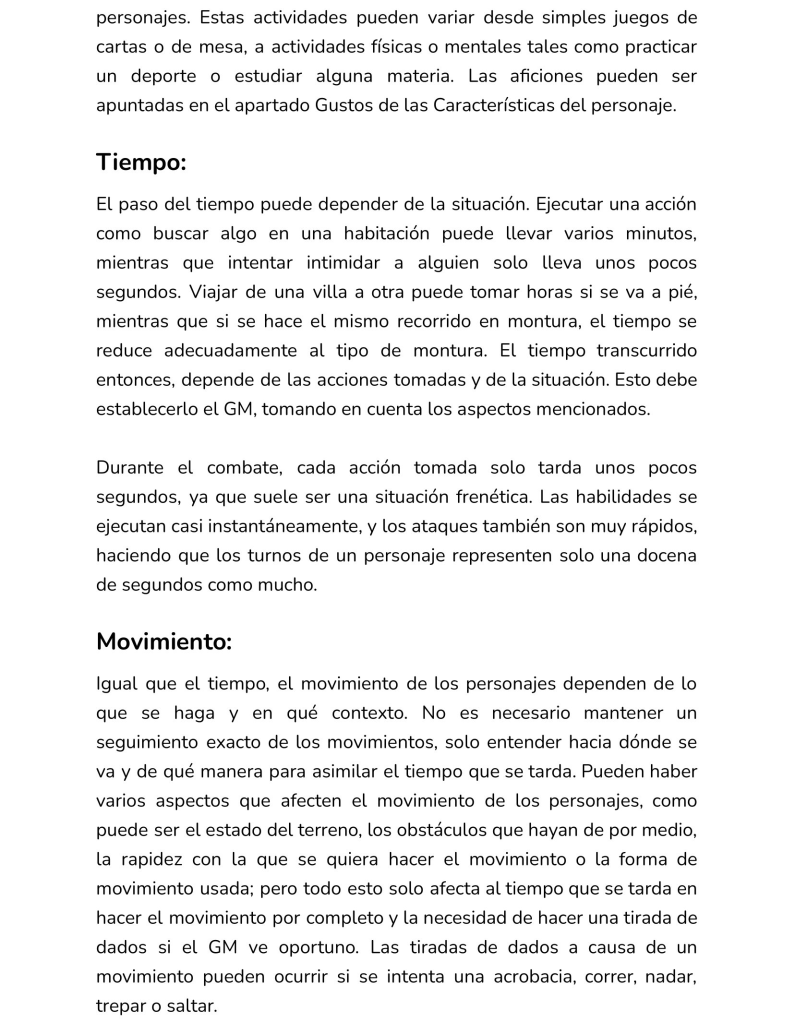 personajes. Estas actividades pueden variar desde simples juegos de
cartas o de mesa, a actividades físicas o mentales tales como practicar
un deporte o estudiar alguna materia. Las aficiones pueden ser
apuntadas en el apartado Gustos de las Características del personaje.
Tiempo:
El paso del tiempo puede depender de la situación. Ejecutar una acción
como buscar algo en una habitación puede llevar varios minutos,
mientras que intentar intimidar a alguien solo lleva unos pocos
segundos. Viajar de una villa a otra puede tomar horas si se va a pié,
mientras que si se hace el mismo recorrido en montura, el tiempo se
reduce adecuadamente al tipo de montura. El tiempo transcurrido
entonces, depende de las acciones tomadas y de la situación. Esto debe
establecerlo el GM, tomando en cuenta los aspectos mencionados.
Durante el combate, cada acción tomada solo tarda unos pocos
segundos, ya que suele ser una situación frenética. Las habilidades se
ejecutan casi instantáneamente, y los ataques también son muy rápidos,
haciendo que los turnos de un personaje representen solo una docena
de segundos como mucho.
Movimiento:
Igual que el tiempo, el movimiento de los personajes dependen de lo
que se haga y en qué contexto. No es necesario mantener un
seguimiento exacto de los movimientos, solo entender hacia dónde se
va y de qué manera para asimilar el tiempo que se tarda. Pueden haber
varios aspectos que afecten el movimiento de los personajes, como
puede ser el estado del terreno, los obstáculos que hayan de por medio,
la rapidez con la que se quiera hacer el movimiento o la forma de
movimiento usada; pero todo esto solo afecta al tiempo que se tarda en
hacer el movimiento por completo y la necesidad de hacer una tirada de
dados si el GM ve oportuno. Las tiradas de dados a causa de un
movimiento pueden ocurrir si se intenta una acrobacia, correr, nadar,
trepar o saltar.